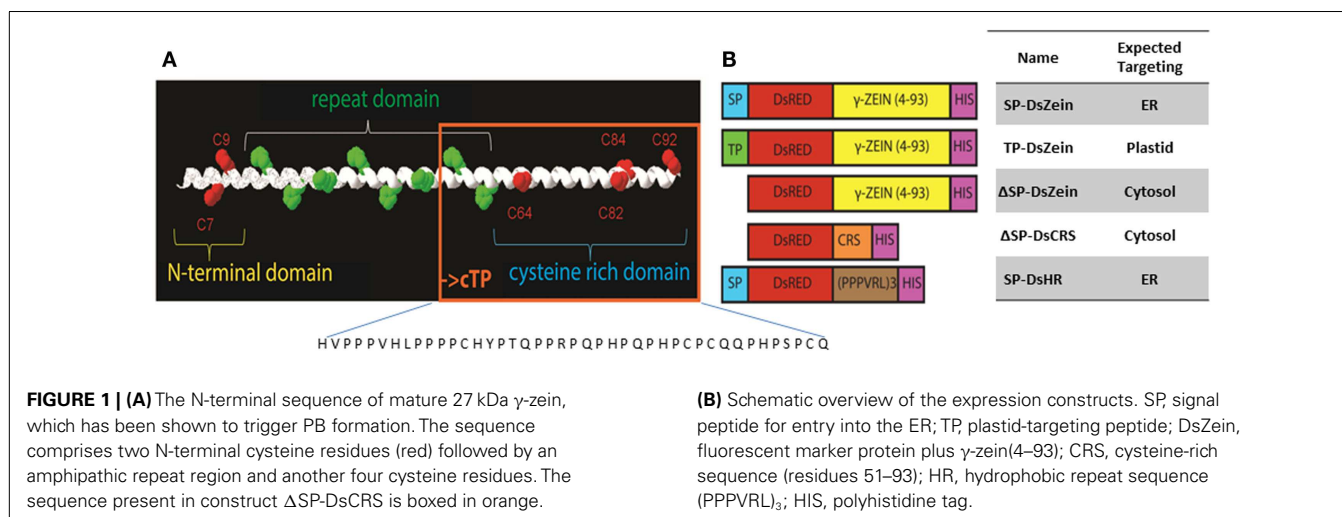 A
repeat domain
C9
C84
C92
C7
C64
C82
N-terminal domain
->cTP
cysteine rich domain
HVPPPVHLPPPPCHYPTQPPRPQPHPQPHPCPCQQPHPSPCQ
B
SP DsRED γ-ZEIN (4-93) HIS
TP DsRED γ-ZEIN (4-93) HIS
DsRED γ-ZEIN (4-93) HIS
DsRED CRS HIS
SP DsRED (PPPVRL)3 HIS
Name Expected Targeting
SP-DsZein ER
TP-DsZein Plastid
ΔSP-DsZein Cytosol
ΔSP-DsCRS Cytosol
SP-DsHR ER
FIGURE 1 | (A) The N-terminal sequence of mature 27 kDa γ-zein,
which has been shown to trigger PB formation. The sequence
comprises two N-terminal cysteine residues (red) followed by an
amphipathic repeat region and another four cysteine residues. The
sequence present in construct ΔSP-DsCRS is boxed in orange.
(B) Schematic overview of the expression constructs. SP, signal
peptide for entry into the ER; TP, plastid-targeting peptide; DsZein,
fluorescent marker protein plus γ-zein(4–93); CRS, cysteine-rich
sequence (residues 51–93); HR, hydrophobic repeat sequence
(PPPVRL)₃; HIS, polyhistidine tag.